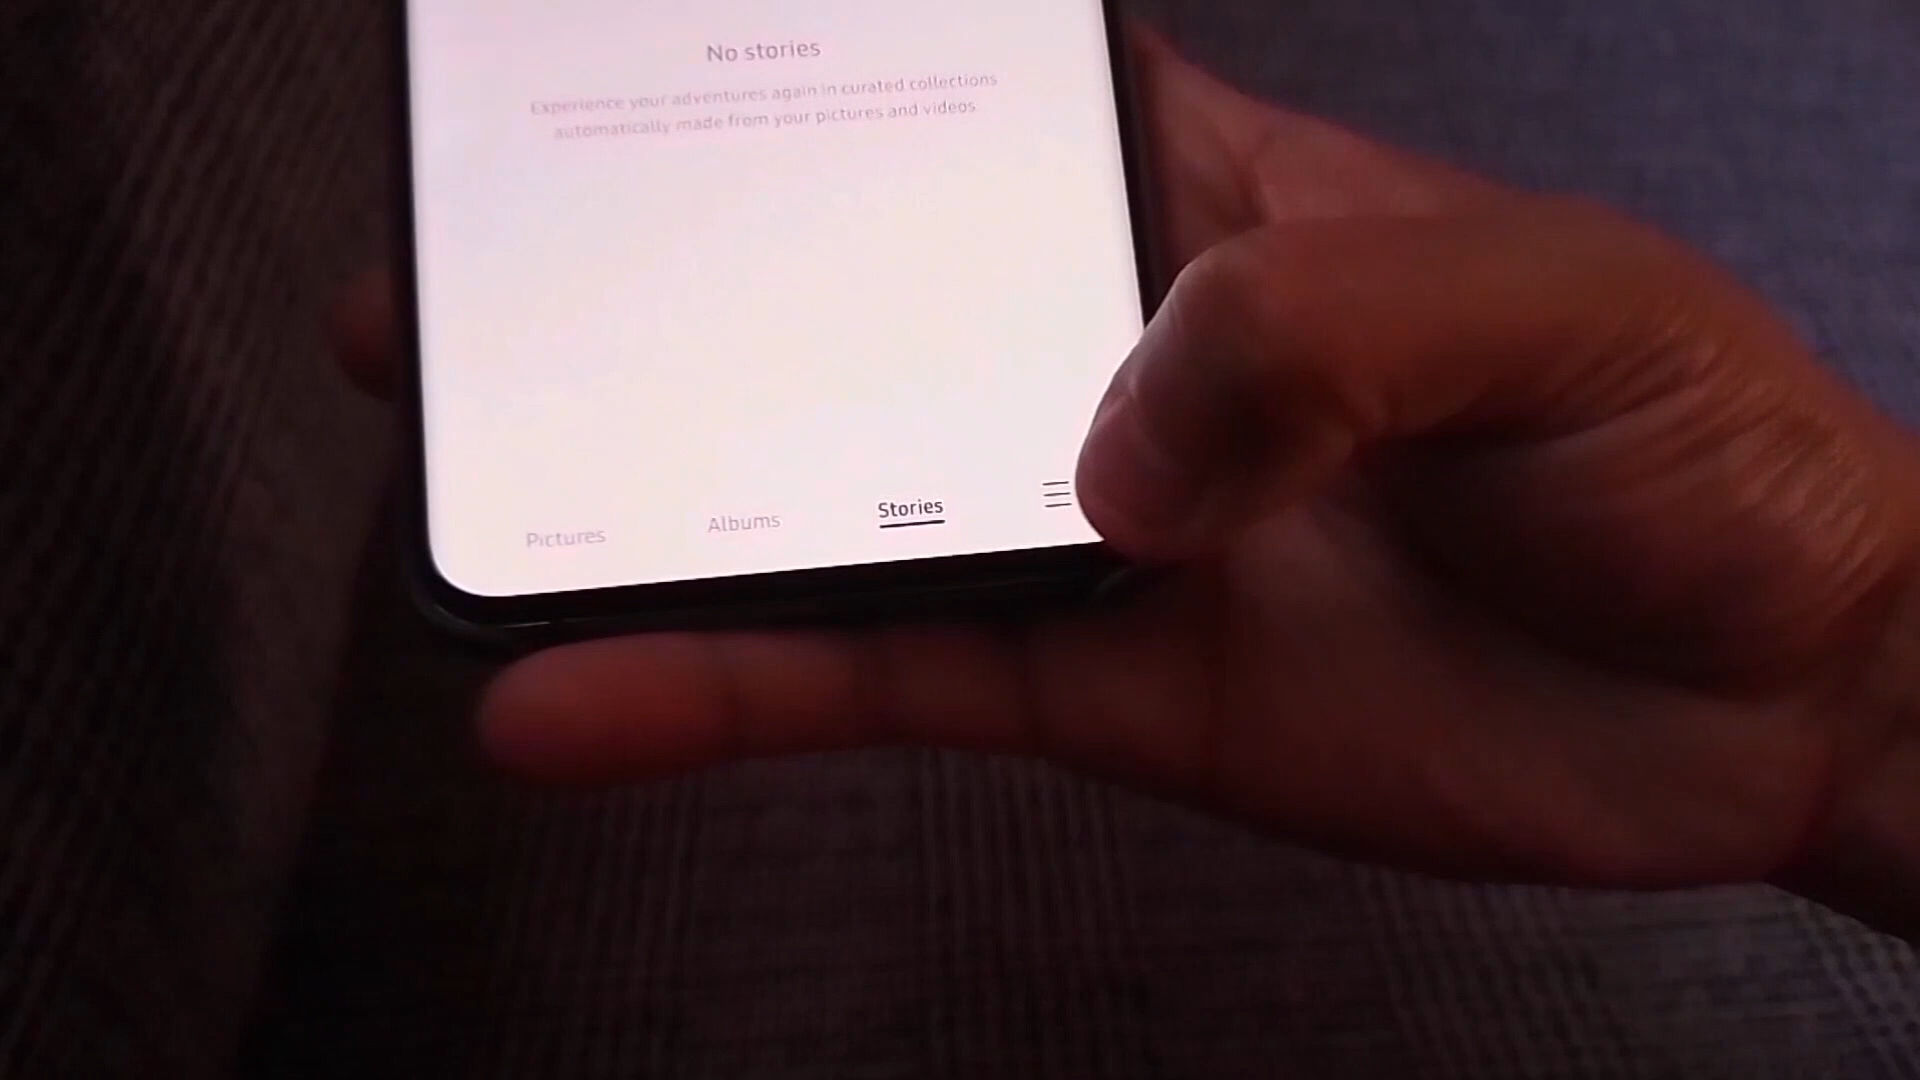 No stories
Experience your adventures again in curated collections
automatically made from your pictures and videos.
Pictures
Albums
Stories